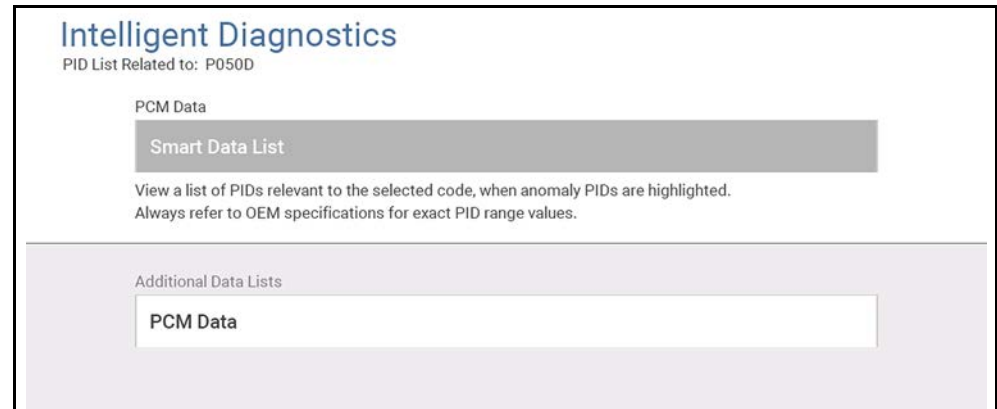 Intelligent Diagnostics
PID List Related to: P050D
PCM Data
Smart Data List
View a list of PIDs relevant to the selected code, when anomaly PIDs are highlighted.
Always refer to OEM specifications for exact PID range values.
Additional Data Lists
PCM Data